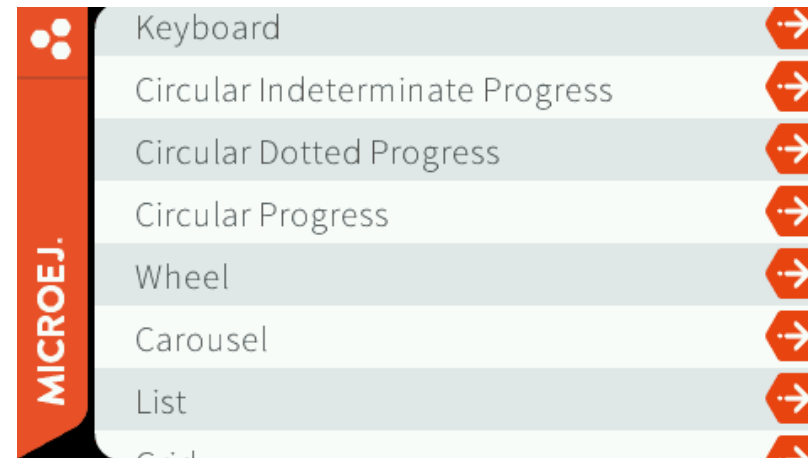 Keyboard
Circular Indeterminate Progress
Circular Dotted Progress
Circular Progress
Wheel
Carousel
List
MICROEJ.